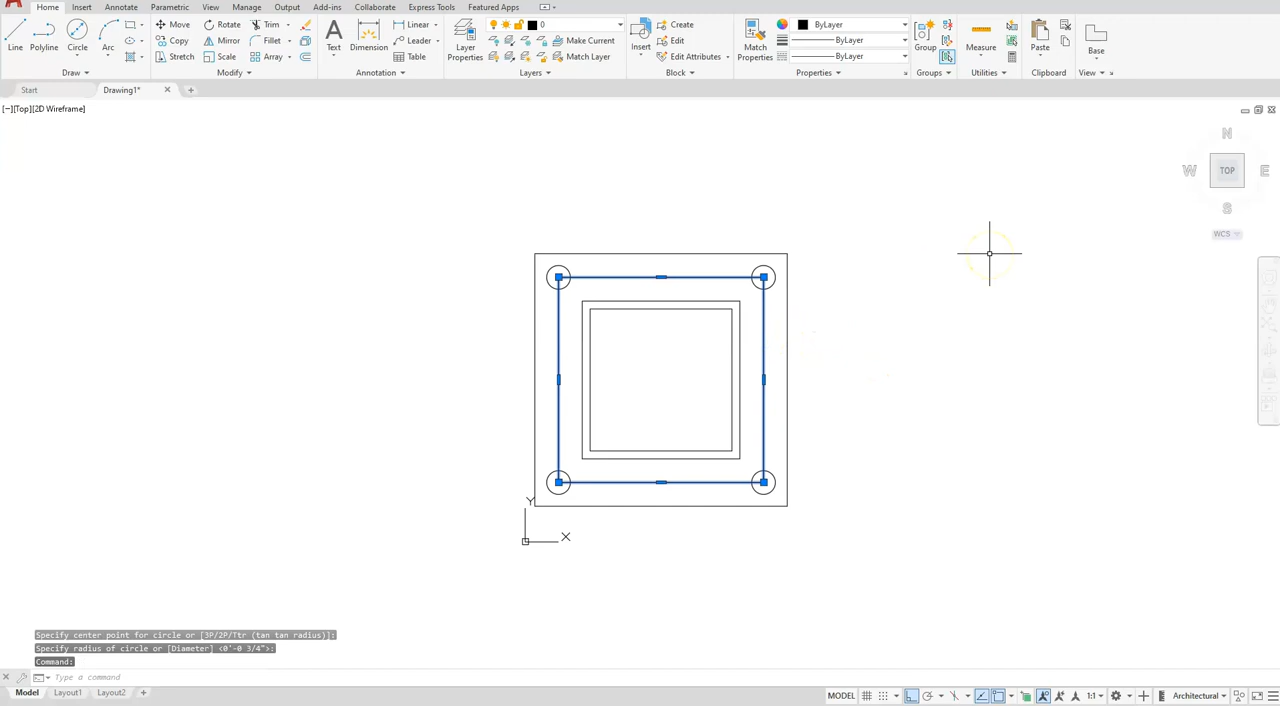 Home Insert Annotate Parametric View Manage Output Add-ins Collaborate Express Tools Featured Apps
Line Polyline Circle Arc Move Rotate Trim Text Dimension Linear Layer Properties 0 Insert Create Match Properties ByLayer Group Measure Paste Base
Copy Mirror Fillet Leader Make Current Edit ByLayer
Stretch Scale Array Table Match Layer Edit Attributes ByLayer
Draw Modify Annotation Layers Block Properties Groups Utilities Clipboard View
Start Drawing1*
[−][Top][2D Wireframe]
N
W TOP E
S
WCS
Y
X
Specify center point for circle or [3P/2P/Ttr (tan tan radius)]:
Specify radius of circle or [Diameter] <0'-0 3/4">:
Command:
Type a command
Model Layout1 Layout2
MODEL 1:1 Architectural